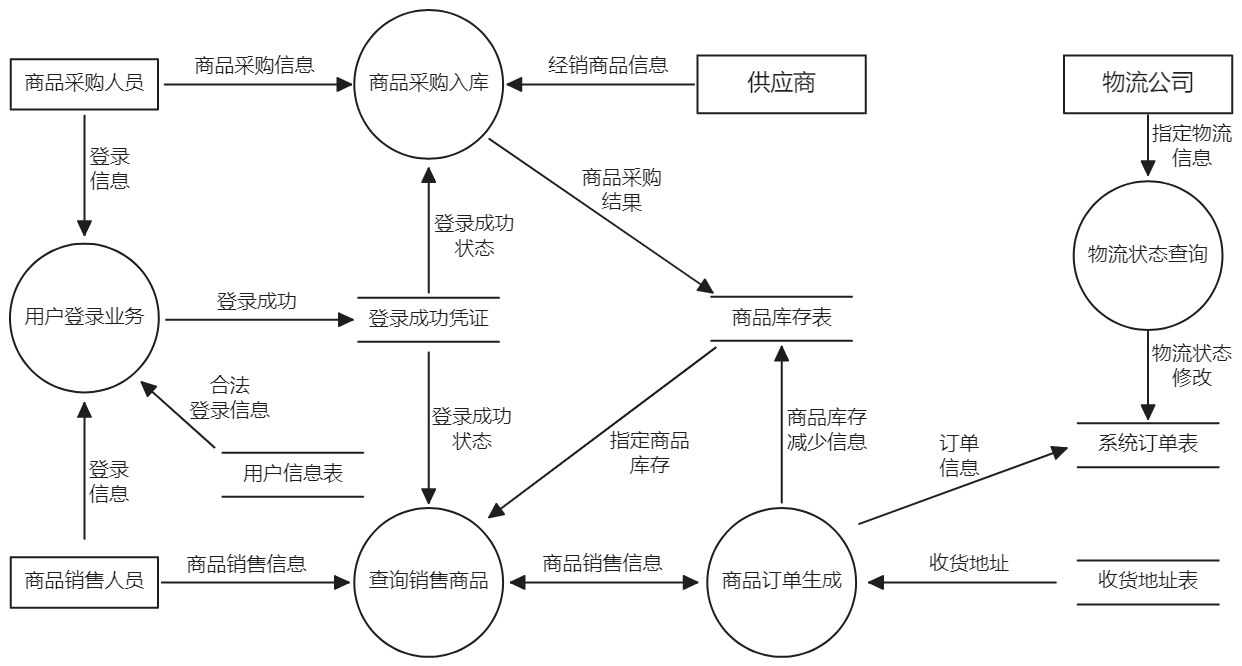 商品采购人员
商品采购信息
商品采购入库
经销商品信息
供应商
物流公司
登录
信息
登录成功
状态
商品采购
结果
指定物流
信息
用户登录业务
登录成功
登录成功凭证
商品库存表
物流状态查询
合法
登录信息
登录成功
状态
指定商品
库存
商品库存
减少信息
物流状态
修改
用户信息表
登录
信息
订单
信息
系统订单表
商品销售人员
商品销售信息
查询销售商品
商品销售信息
商品订单生成
收货地址
收货地址表